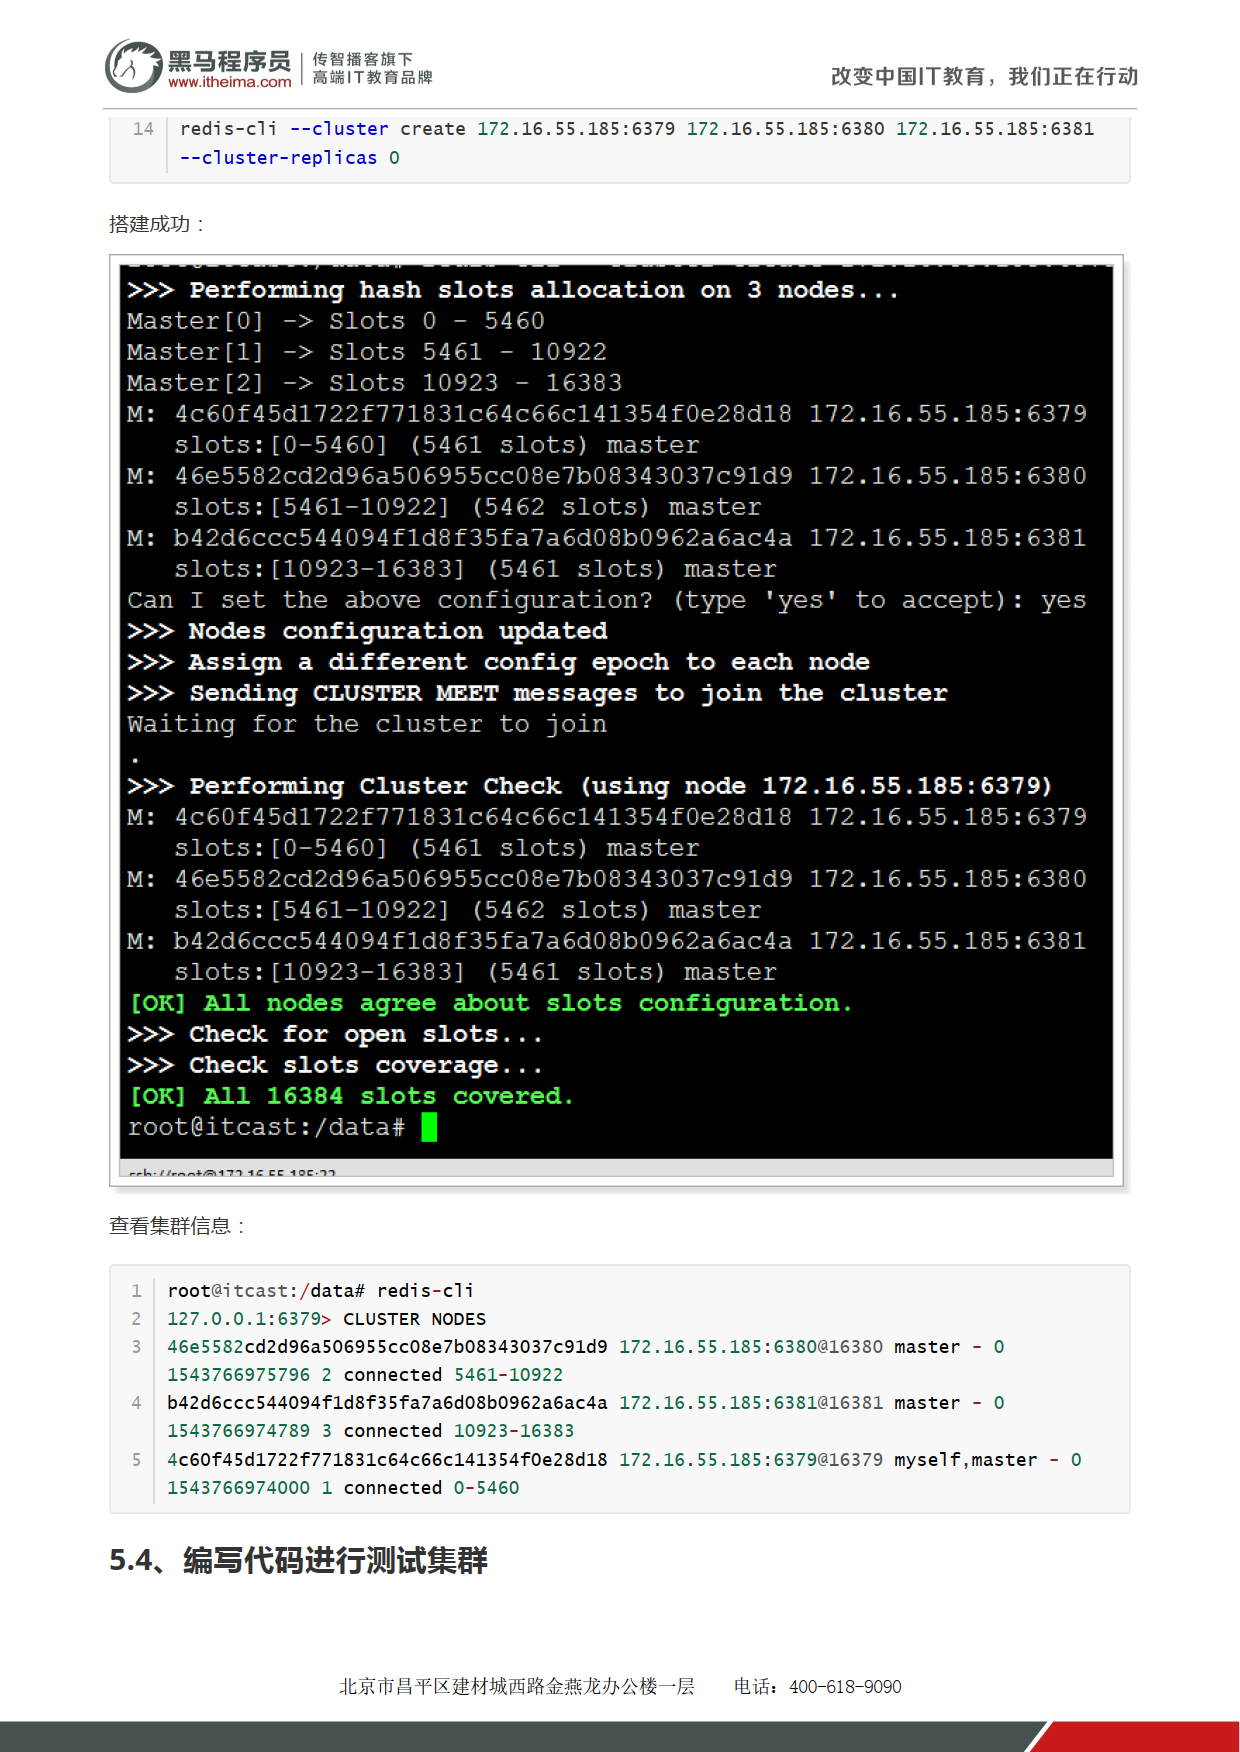 黑马程序员
www.itheima.com
传智播客旗下
高端IT教育品牌
改变中国IT教育，我们正在行动
14 redis-cli --cluster create 172.16.55.185:6379 172.16.55.185:6380 172.16.55.185:6381
--cluster-replicas 0
搭建成功：
>>> Performing hash slots allocation on 3 nodes...
Master[0] -> Slots 0 - 5460
Master[1] -> Slots 5461 - 10922
Master[2] -> Slots 10923 - 16383
M: 4c60f45d1722f771831c64c66c141354f0e28d18 172.16.55.185:6379
slots:[0-5460] (5461 slots) master
M: 46e5582cd2d96a506955cc08e7b08343037c91d9 172.16.55.185:6380
slots:[5461-10922] (5462 slots) master
M: b42d6ccc544094f1d8f35fa7a6d08b0962a6ac4a 172.16.55.185:6381
slots:[10923-16383] (5461 slots) master
Can I set the above configuration? (type 'yes' to accept): yes
>>> Nodes configuration updated
>>> Assign a different config epoch to each node
>>> Sending CLUSTER MEET messages to join the cluster
Waiting for the cluster to join
.
>>> Performing Cluster Check (using node 172.16.55.185:6379)
M: 4c60f45d1722f771831c64c66c141354f0e28d18 172.16.55.185:6379
slots:[0-5460] (5461 slots) master
M: 46e5582cd2d96a506955cc08e7b08343037c91d9 172.16.55.185:6380
slots:[5461-10922] (5462 slots) master
M: b42d6ccc544094f1d8f35fa7a6d08b0962a6ac4a 172.16.55.185:6381
slots:[10923-16383] (5461 slots) master
[OK] All nodes agree about slots configuration.
>>> Check for open slots...
>>> Check slots coverage...
[OK] All 16384 slots covered.
root@itcast:/data#
ssh://root@172.16.55.185:22
查看集群信息：
1 root@itcast:/data# redis-cli
2 127.0.0.1:6379> CLUSTER NODES
3 46e5582cd2d96a506955cc08e7b08343037c91d9 172.16.55.185:6380@16380 master - 0
1543766975796 2 connected 5461-10922
4 b42d6ccc544094f1d8f35fa7a6d08b0962a6ac4a 172.16.55.185:6381@16381 master - 0
1543766974789 3 connected 10923-16383
5 4c60f45d1722f771831c64c66c141354f0e28d18 172.16.55.185:6379@16379 myself,master - 0
1543766974000 1 connected 0-5460
5.4、编写代码进行测试集群
北京市昌平区建材城西路金燕龙办公楼一层 电话：400-618-9090